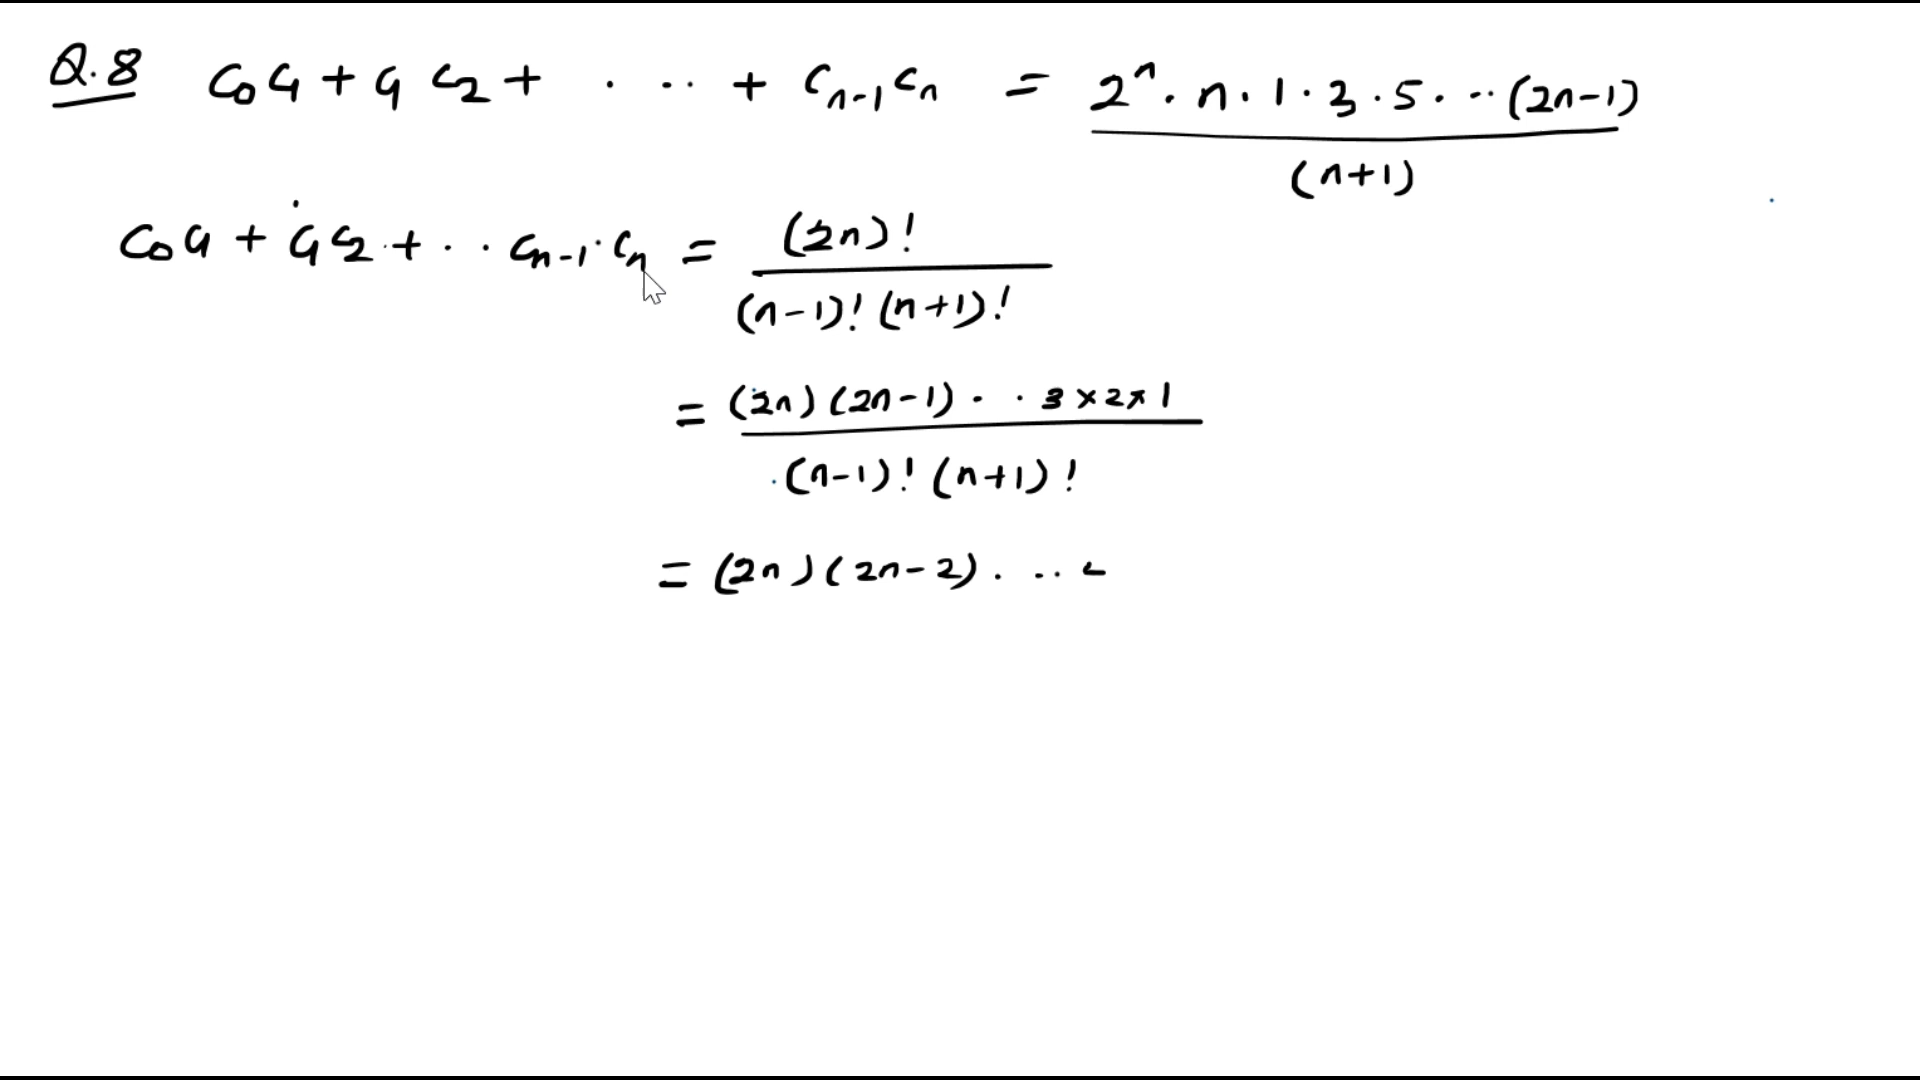 Q.8 C₀C₁ + C₁C₂ + . ... + Cₙ₋₁Cₙ = 2ⁿ . n . 1 . 3 . 5 . .. (2n-1) / (n+1)
C₀C₁ + C₁C₂ + .. Cₙ₋₁.Cₙ = (2n)! / (n-1)! (n+1)!
= (2n)(2n-1) . . 3×2×1 / (n-1)! (n+1)!
= (2n)(2n-2) . ...